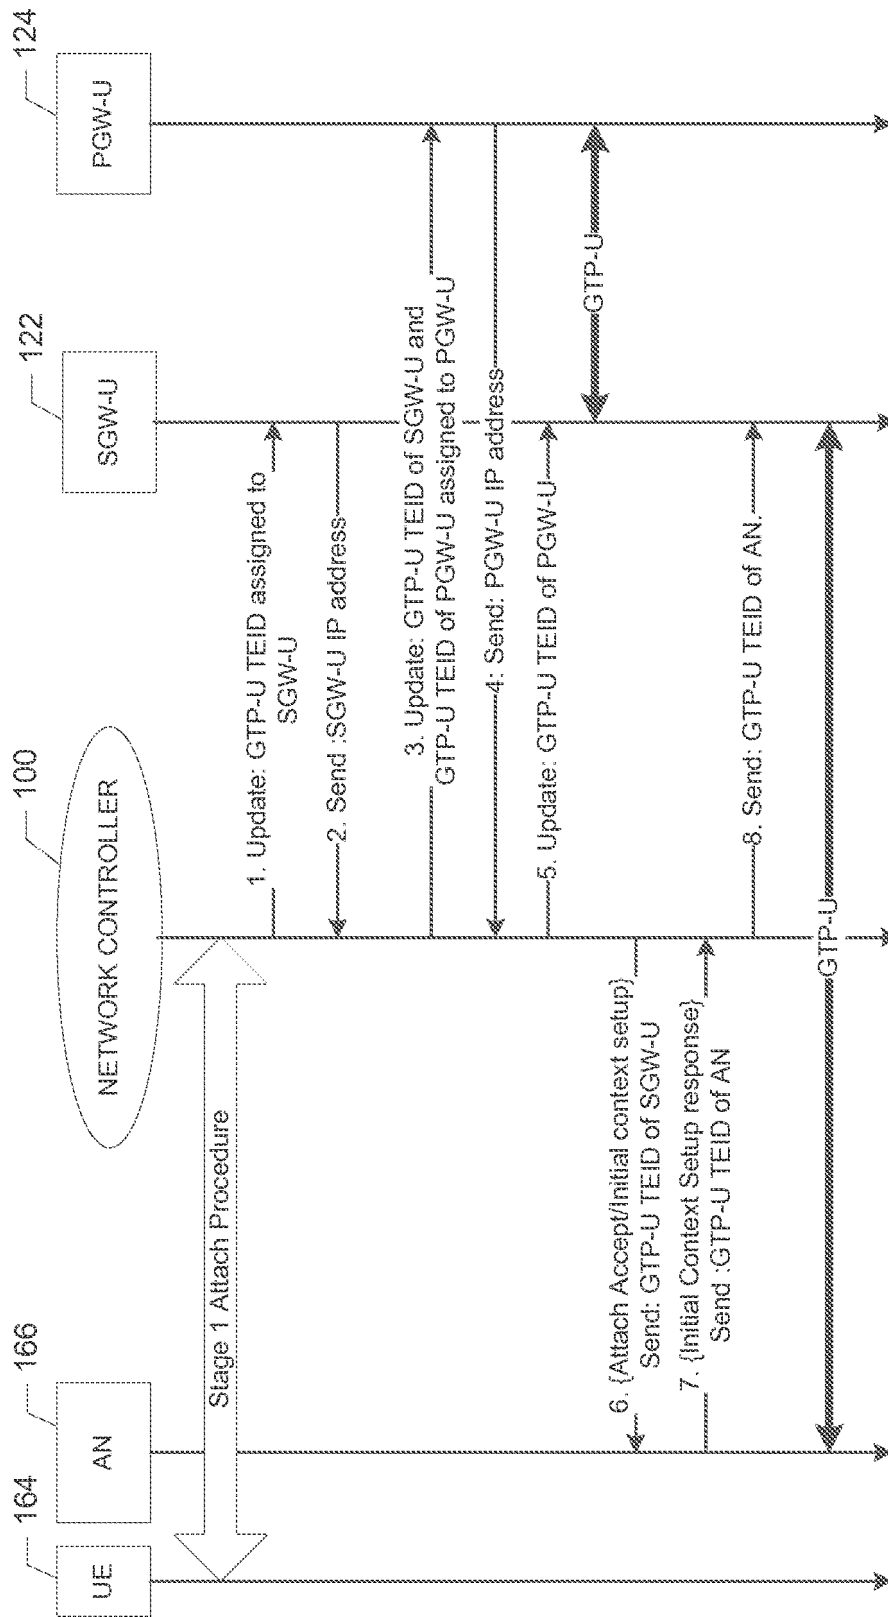 164
166
100
122
124
UE
AN
NETWORK CONTROLLER
SGW-U
PGW-U
Stage 1 Attach Procedure
1. Update: GTP-U TEID assigned to
SGW-U
2. Send :SGW-U IP address
3. Update: GTP-U TEID of SGW-U and
GTP-U TEID of PGW-U assigned to PGW-U
4: Send: PGW-U IP address
5. Update: GTP-U TEID of PGW-U
GTP-U
6. {Attach Accept/Initial context setup}
Send: GTP-U TEID of SGW-U
7. {Initial Context Setup response}
Send :GTP-U TEID of AN
8. Send: GTP-U TEID of AN.
GTP-U